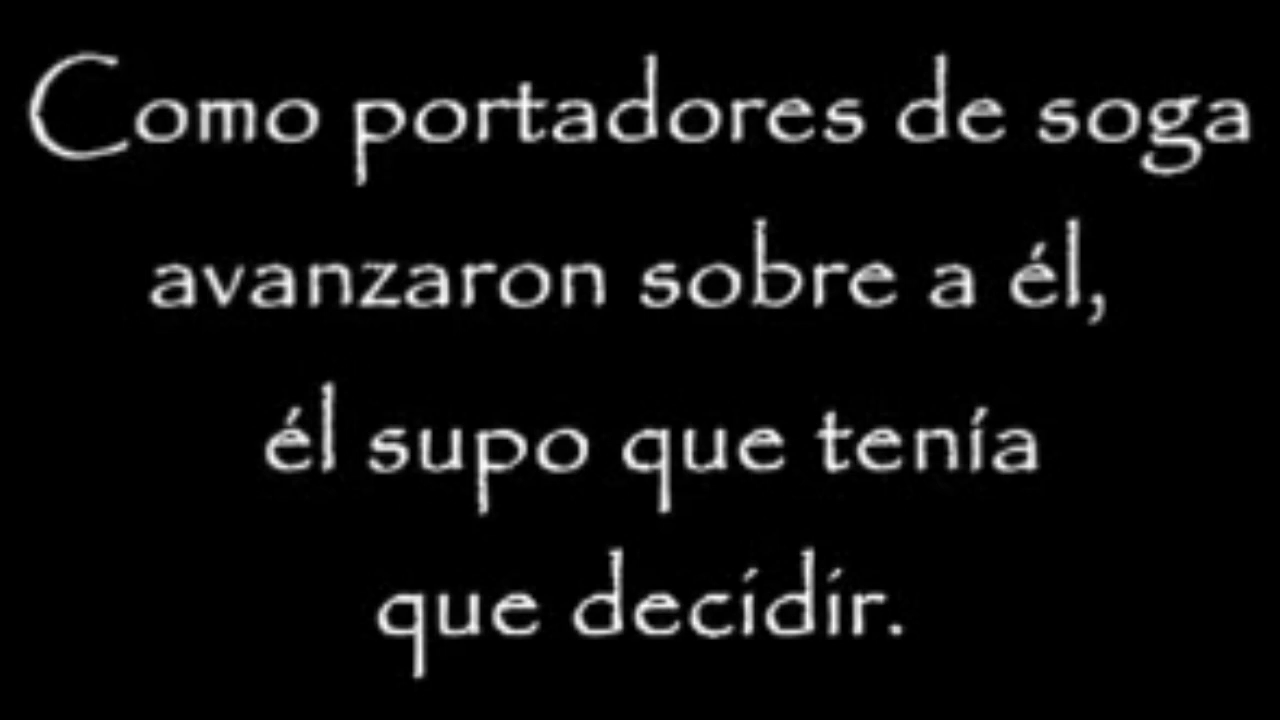 Como portadores de soga
avanzaron sobre a él,
él supo que tenía
que decidir.